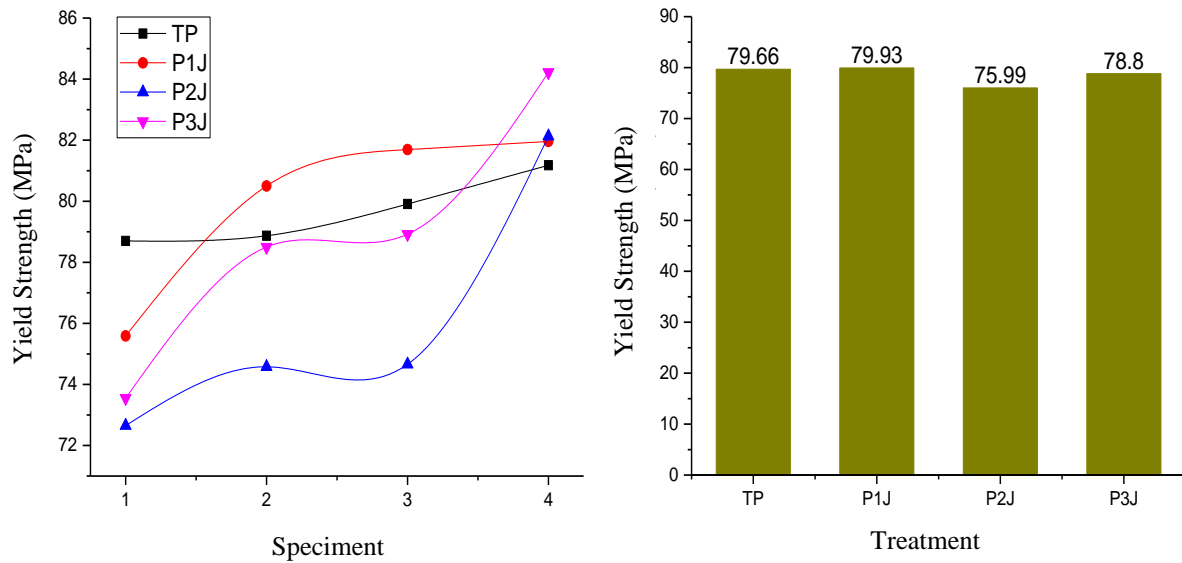 86
84
82
80
78
76
74
72
Yield Strength (MPa)
TP
P1J
P2J
P3J
1 2 3 4
Speciment
90
80
70
60
50
40
30
20
10
0
Yield Strength (MPa)
79.66 79.93 75.99 78.8
TP P1J P2J P3J
Treatment